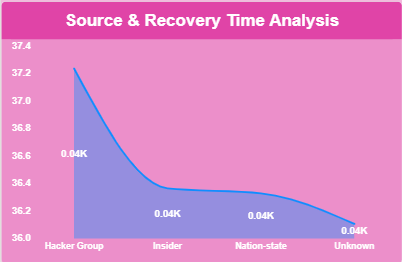 Source & Recovery Time Analysis
37.4
37.2
37.0
36.8
36.6
36.4
36.2
36.0
0.04K
0.04K
0.04K
0.04K
Hacker Group
Insider
Nation-state
Unknown